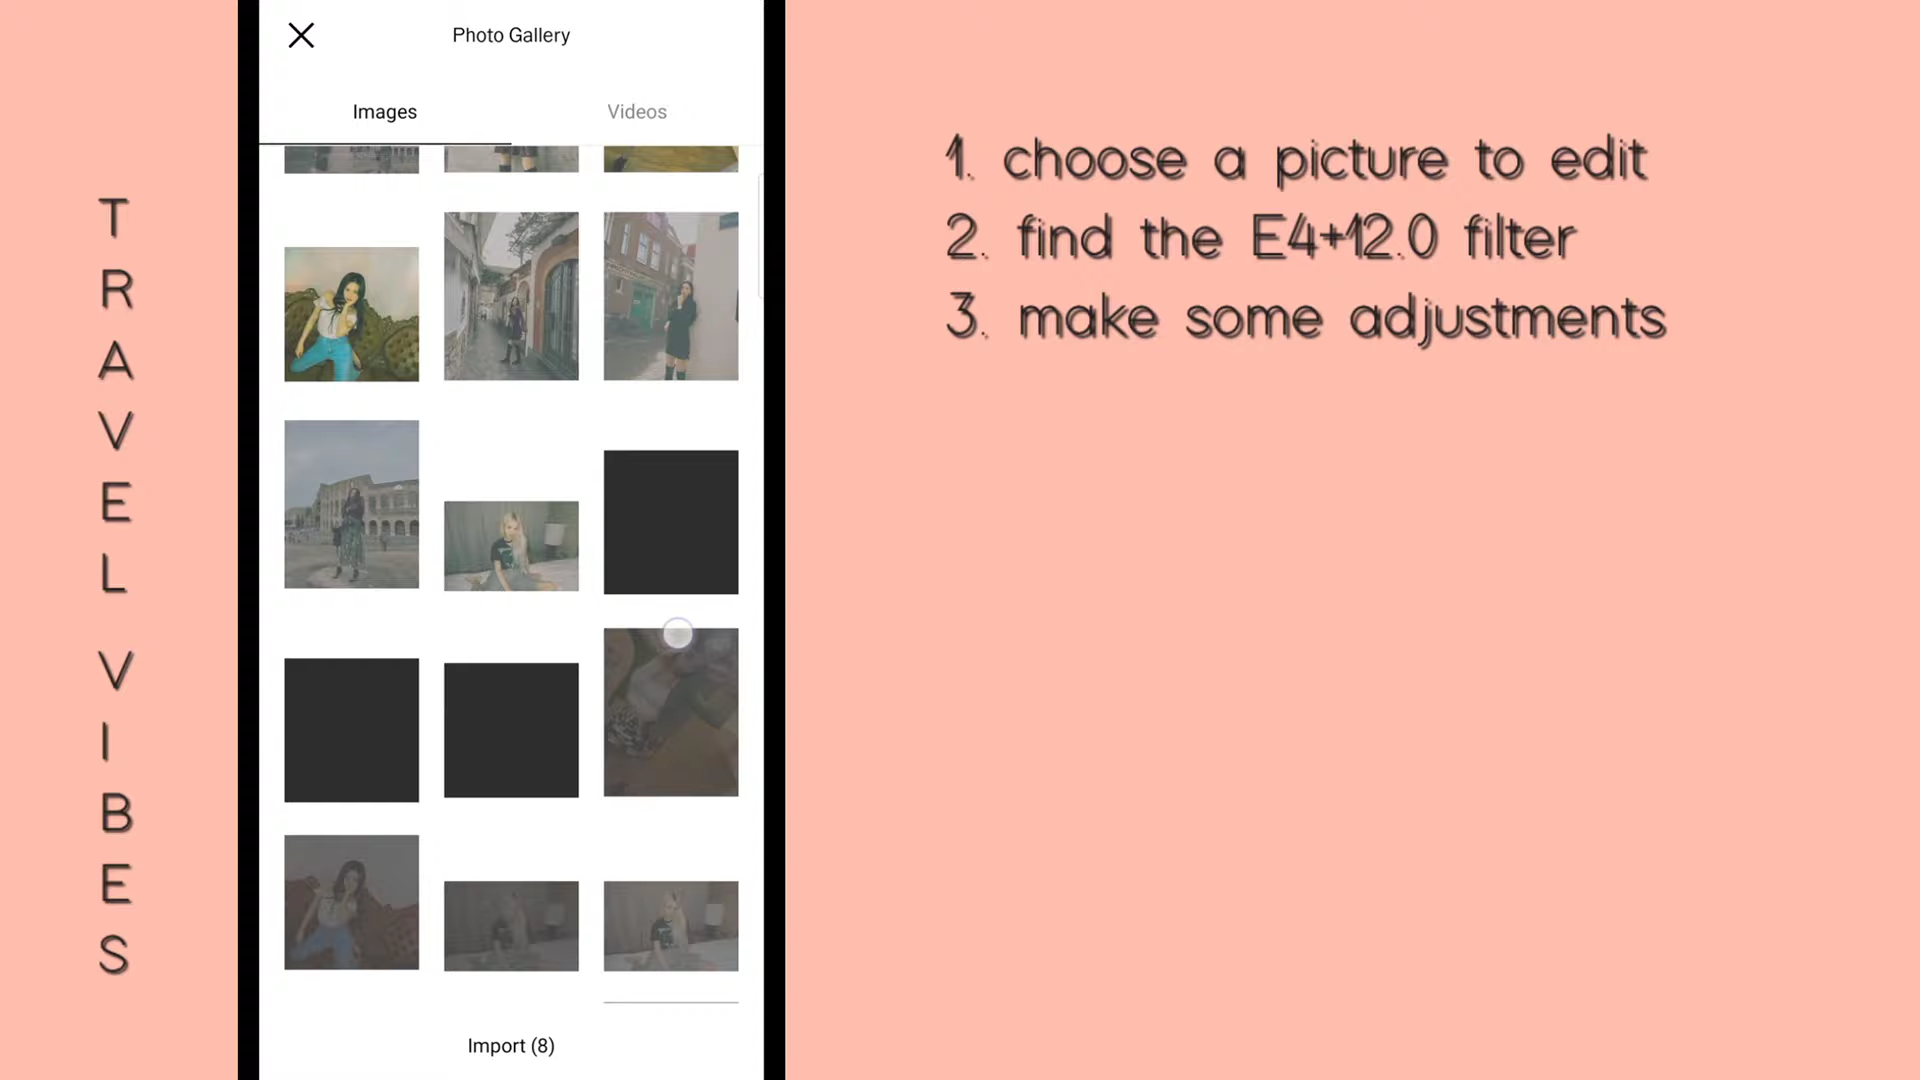 TRAVEL VIBES
Photo Gallery
Images Videos
Import (8)
1. choose a picture to edit
2. find the E4+12.0 filter
3. make some adjustments